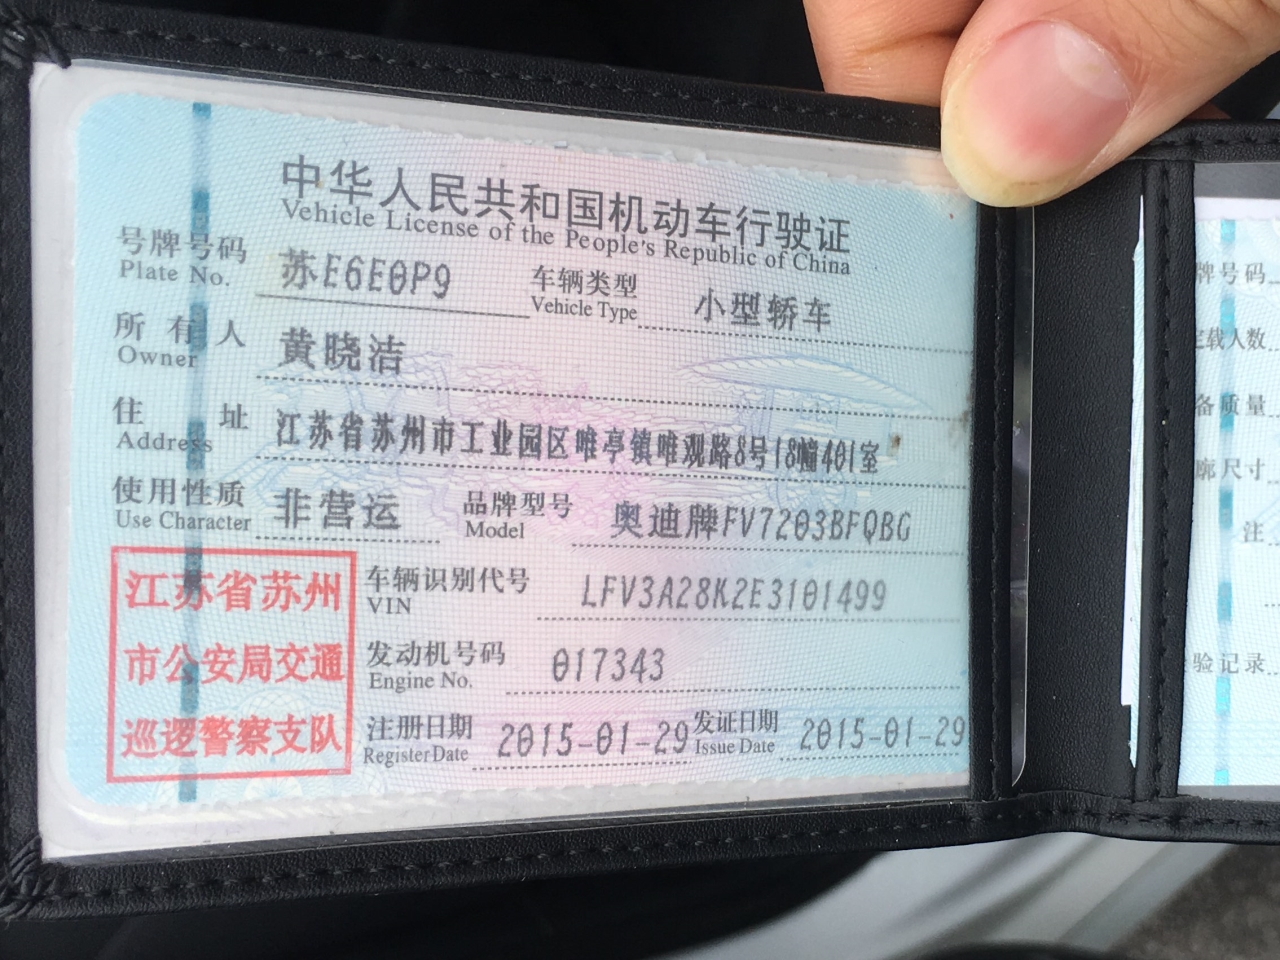 中华人民共和国机动车行驶证
Vehicle License of the People's Republic of China
号牌号码 苏E6E0P9 车辆类型 小型轿车
Plate No. Vehicle Type
所有人 黄晓洁
Owner
住址 江苏省苏州市工业园区唯亭镇唯观路8号18幢401室
Address
使用性质 非营运 品牌型号 奥迪牌FV7203BFQBG
Use Character Model
江苏省苏州
市公安局交通
巡逻警察支队
车辆识别代号 LFV3A28K2E3101499
VIN
发动机号码 017343
Engine No.
注册日期 2015-01-29 发证日期 2015-01-29
Register Date Issue Date
牌号码
载人数
备质量
廓尺寸
注
验记录